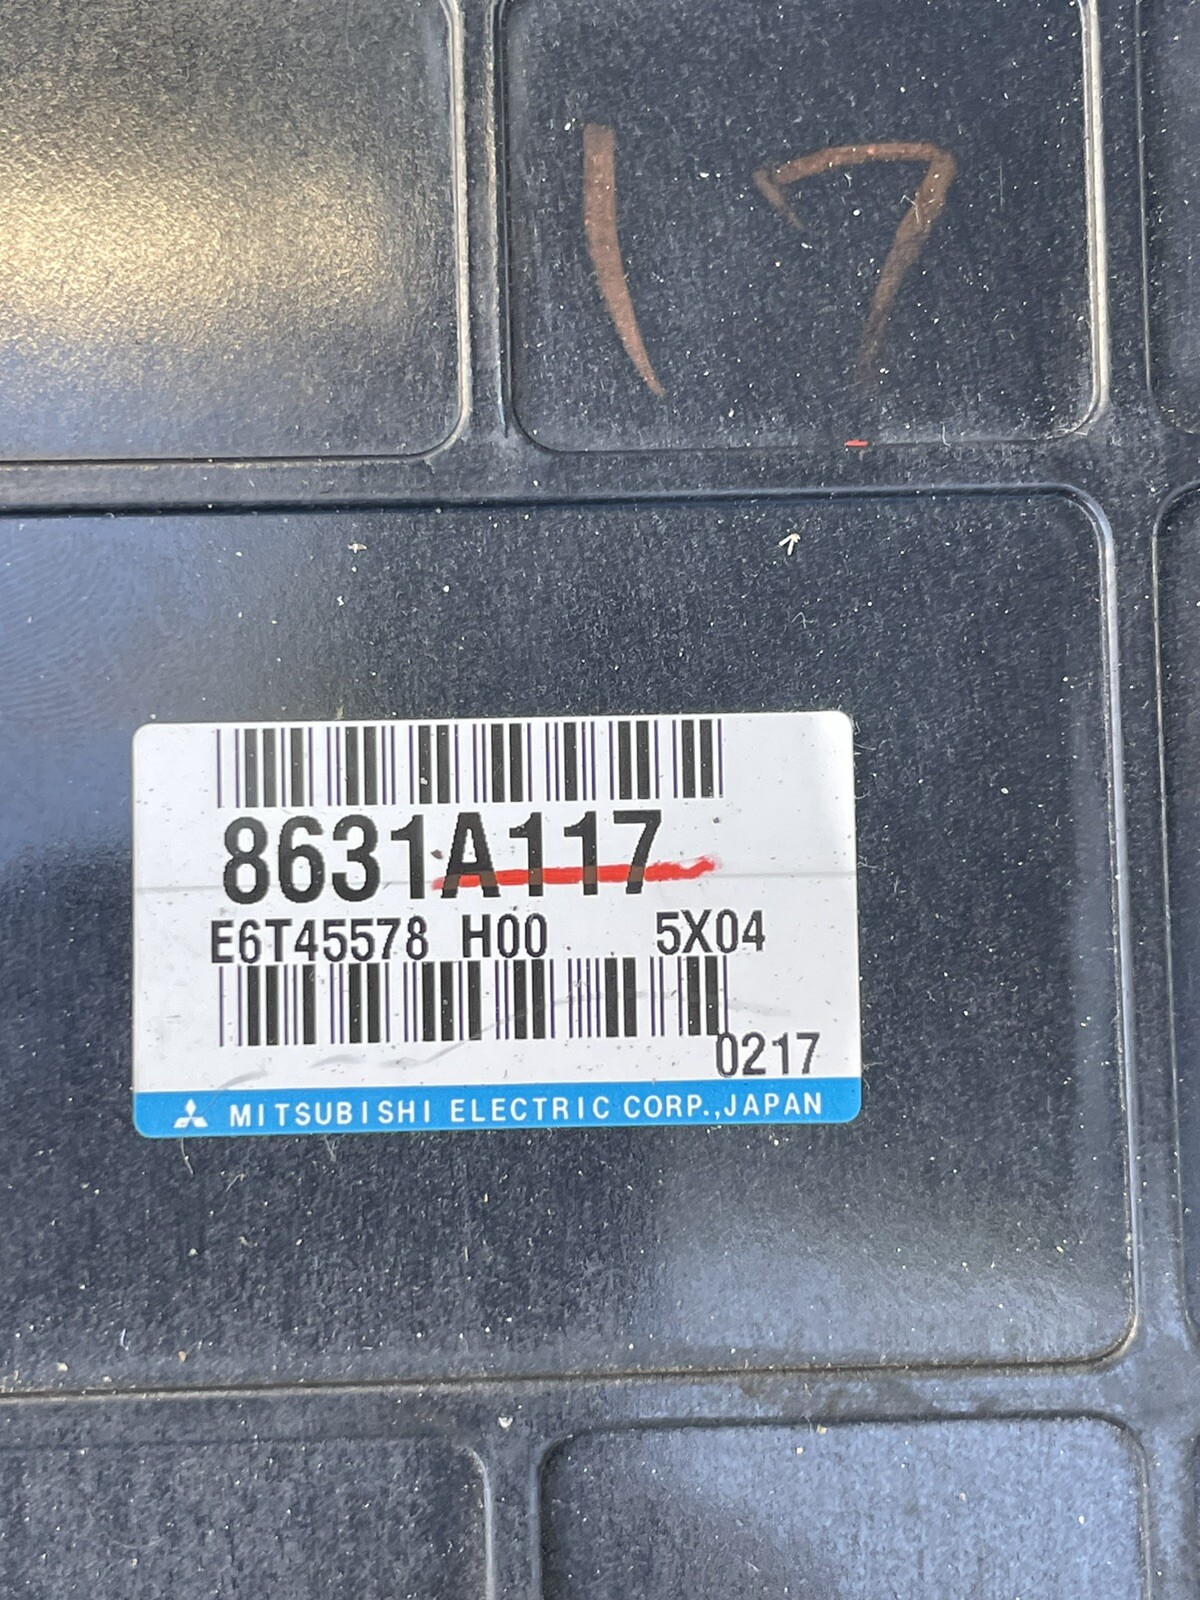 17
8631A117
E6T45578 H00 5X04
0217
MITSUBISHI ELECTRIC CORP.,JAPAN